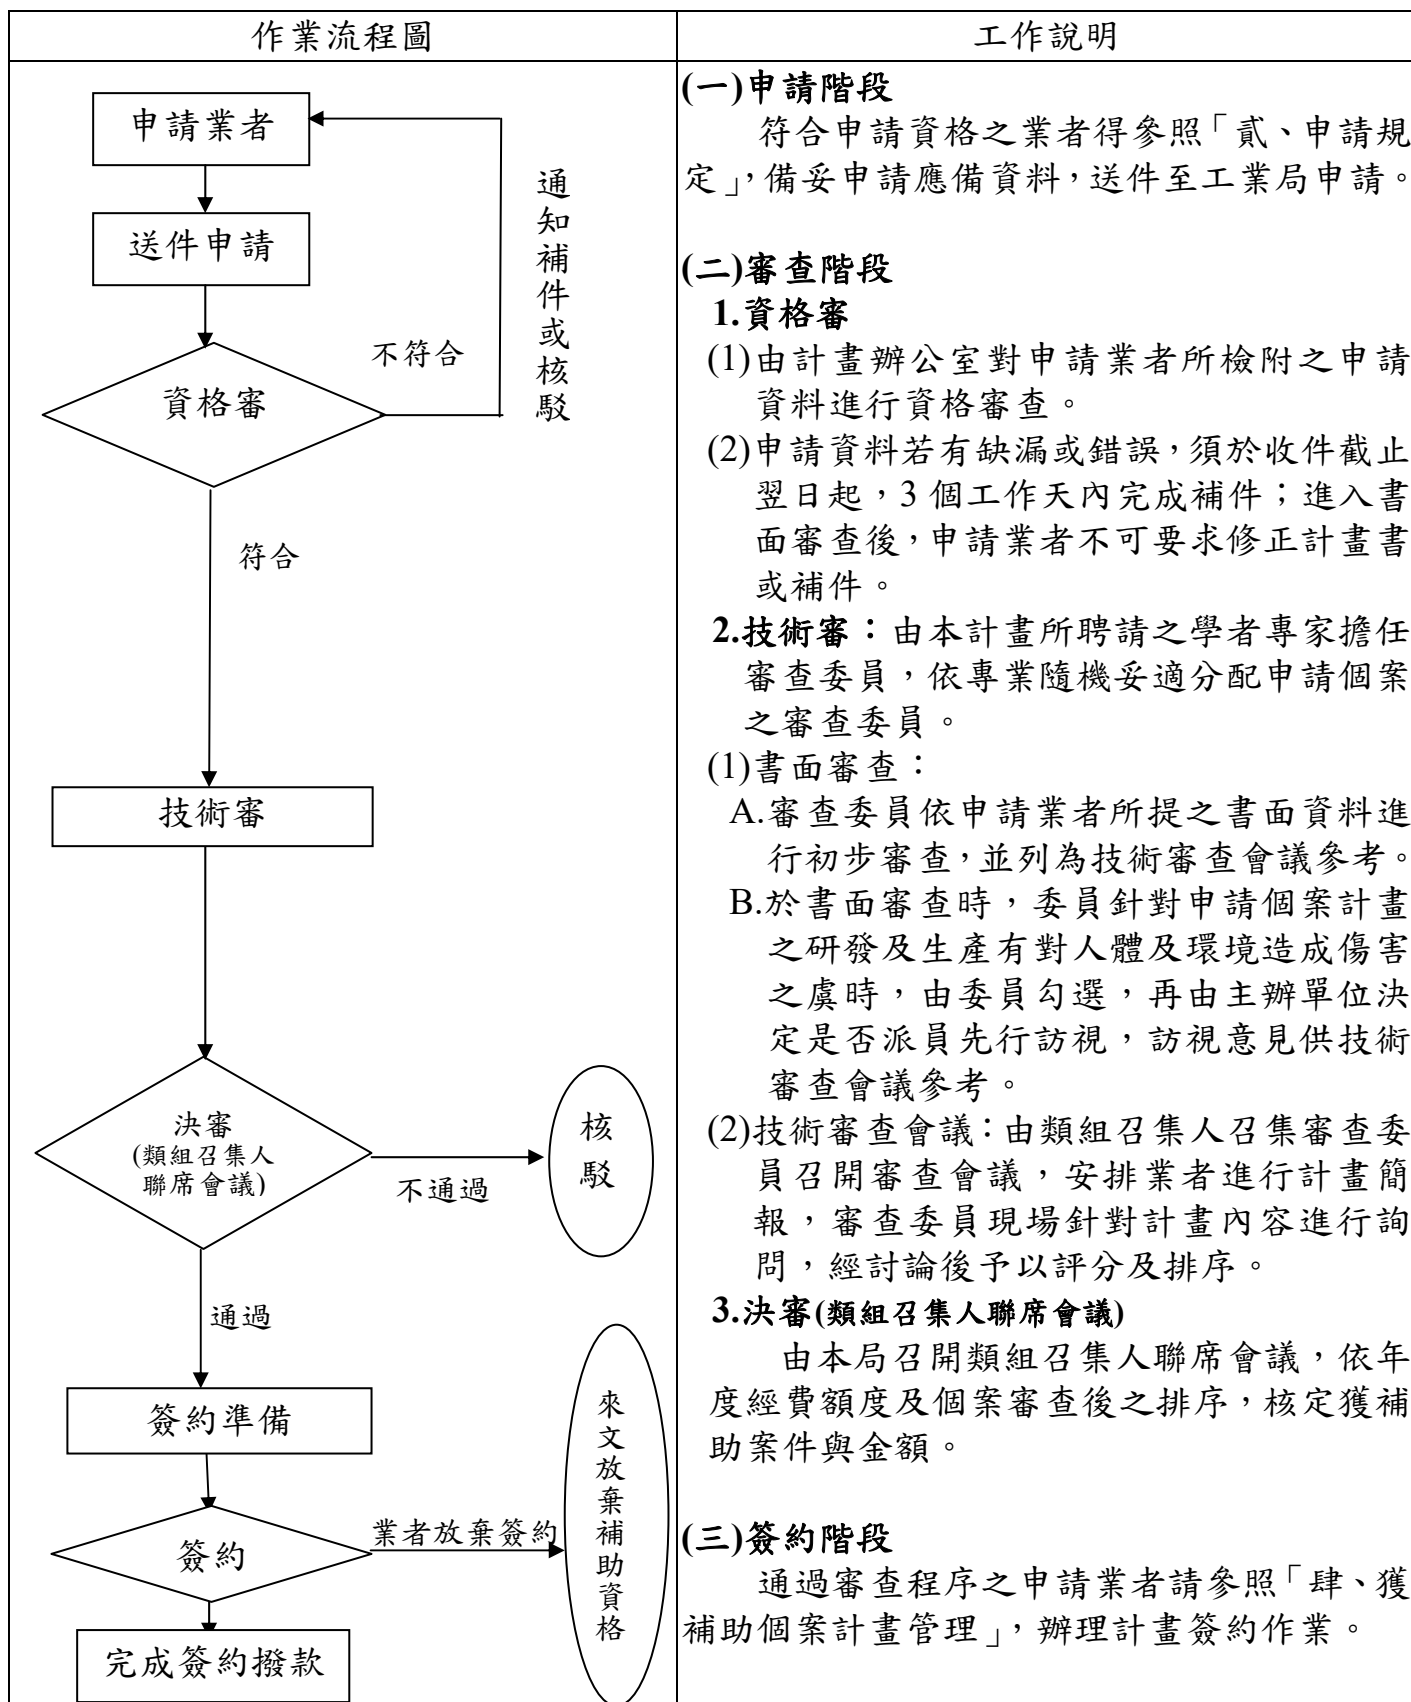 作業流程圖
工作說明
申請業者
送件申請
通知補件或核駁
不符合
資格審
符合
技術審
決審
(類組召集人
聯席會議)
不通過
核駁
通過
簽約準備
簽約
業者放棄簽約
來文放棄補助資格
完成簽約撥款
(一)申請階段
符合申請資格之業者得參照「貳、申請規
定」，備妥申請應備資料，送件至工業局申請。
(二)審查階段
1.資格審
(1)由計畫辦公室對申請業者所檢附之申請
資料進行資格審查。
(2)申請資料若有缺漏或錯誤，須於收件截止
翌日起，3 個工作天內完成補件；進入書
面審查後，申請業者不可要求修正計畫書
或補件。
2.技術審：由本計畫所聘請之學者專家擔任
審查委員，依專業隨機妥適分配申請個案
之審查委員。
(1)書面審查：
A.審查委員依申請業者所提之書面資料進
行初步審查，並列為技術審查會議參考。
B.於書面審查時，委員針對申請個案計畫
之研發及生產有對人體及環境造成傷害
之虞時，由委員勾選，再由主辦單位決
定是否派員先行訪視，訪視意見供技術
審查會議參考。
(2)技術審查會議：由類組召集人召集審查委
員召開審查會議，安排業者進行計畫簡
報，審查委員現場針對計畫內容進行詢
問，經討論後予以評分及排序。
3.決審(類組召集人聯席會議)
由本局召開類組召集人聯席會議，依年
度經費額度及個案審查後之排序，核定獲補
助案件與金額。
(三)簽約階段
通過審查程序之申請業者請參照「肆、獲
補助個案計畫管理」，辦理計畫簽約作業。